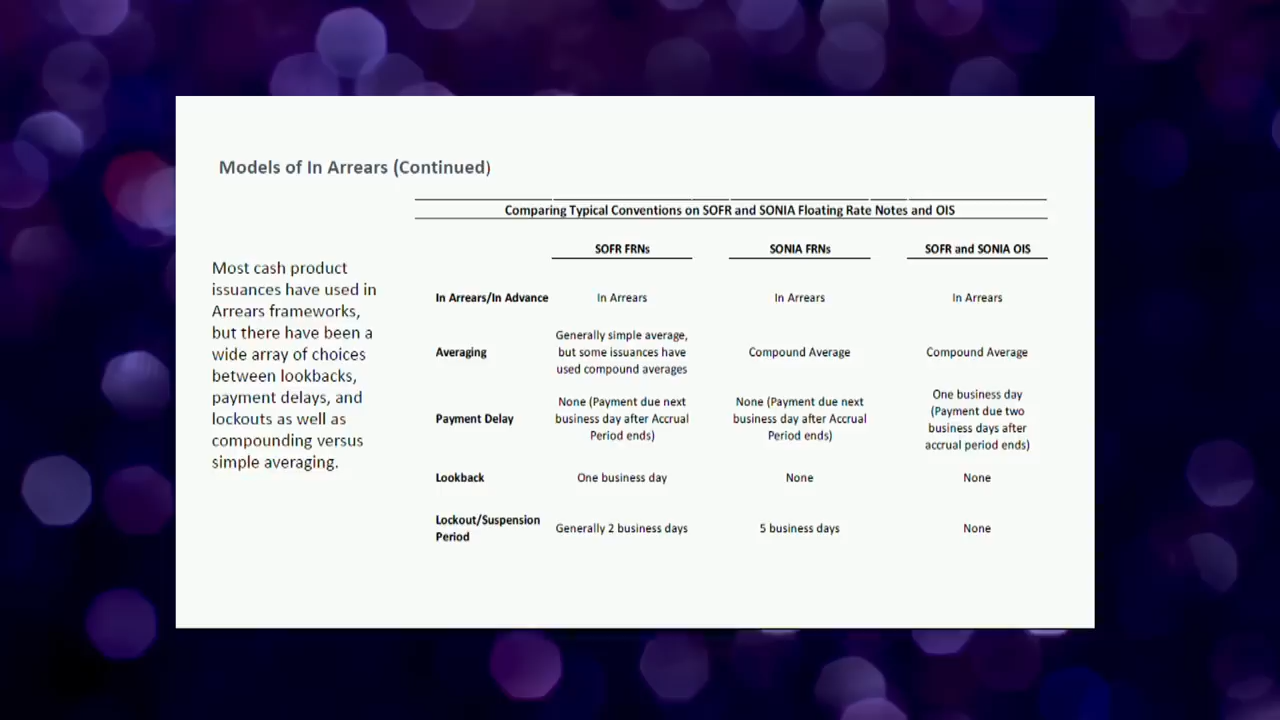 Models of In Arrears (Continued)
Comparing Typical Conventions on SOFR and SONIA Floating Rate Notes and OIS
Most cash product
issuances have used in
Arrears frameworks,
but there have been a
wide array of choices
between lookbacks,
payment delays, and
lockouts as well as
compounding versus
simple averaging.
SOFR FRNs
SONIA FRNs
SOFR and SONIA OIS
In Arrears/In Advance
In Arrears
In Arrears
In Arrears
Averaging
Generally simple average,
but some issuances have
used compound averages
Compound Average
Compound Average
Payment Delay
None (Payment due next
business day after Accrual
Period ends)
None (Payment due next
business day after Accrual
Period ends)
One business day
(Payment due two
business days after
accrual period ends)
Lookback
One business day
None
None
Lockout/Suspension
Period
Generally 2 business days
5 business days
None